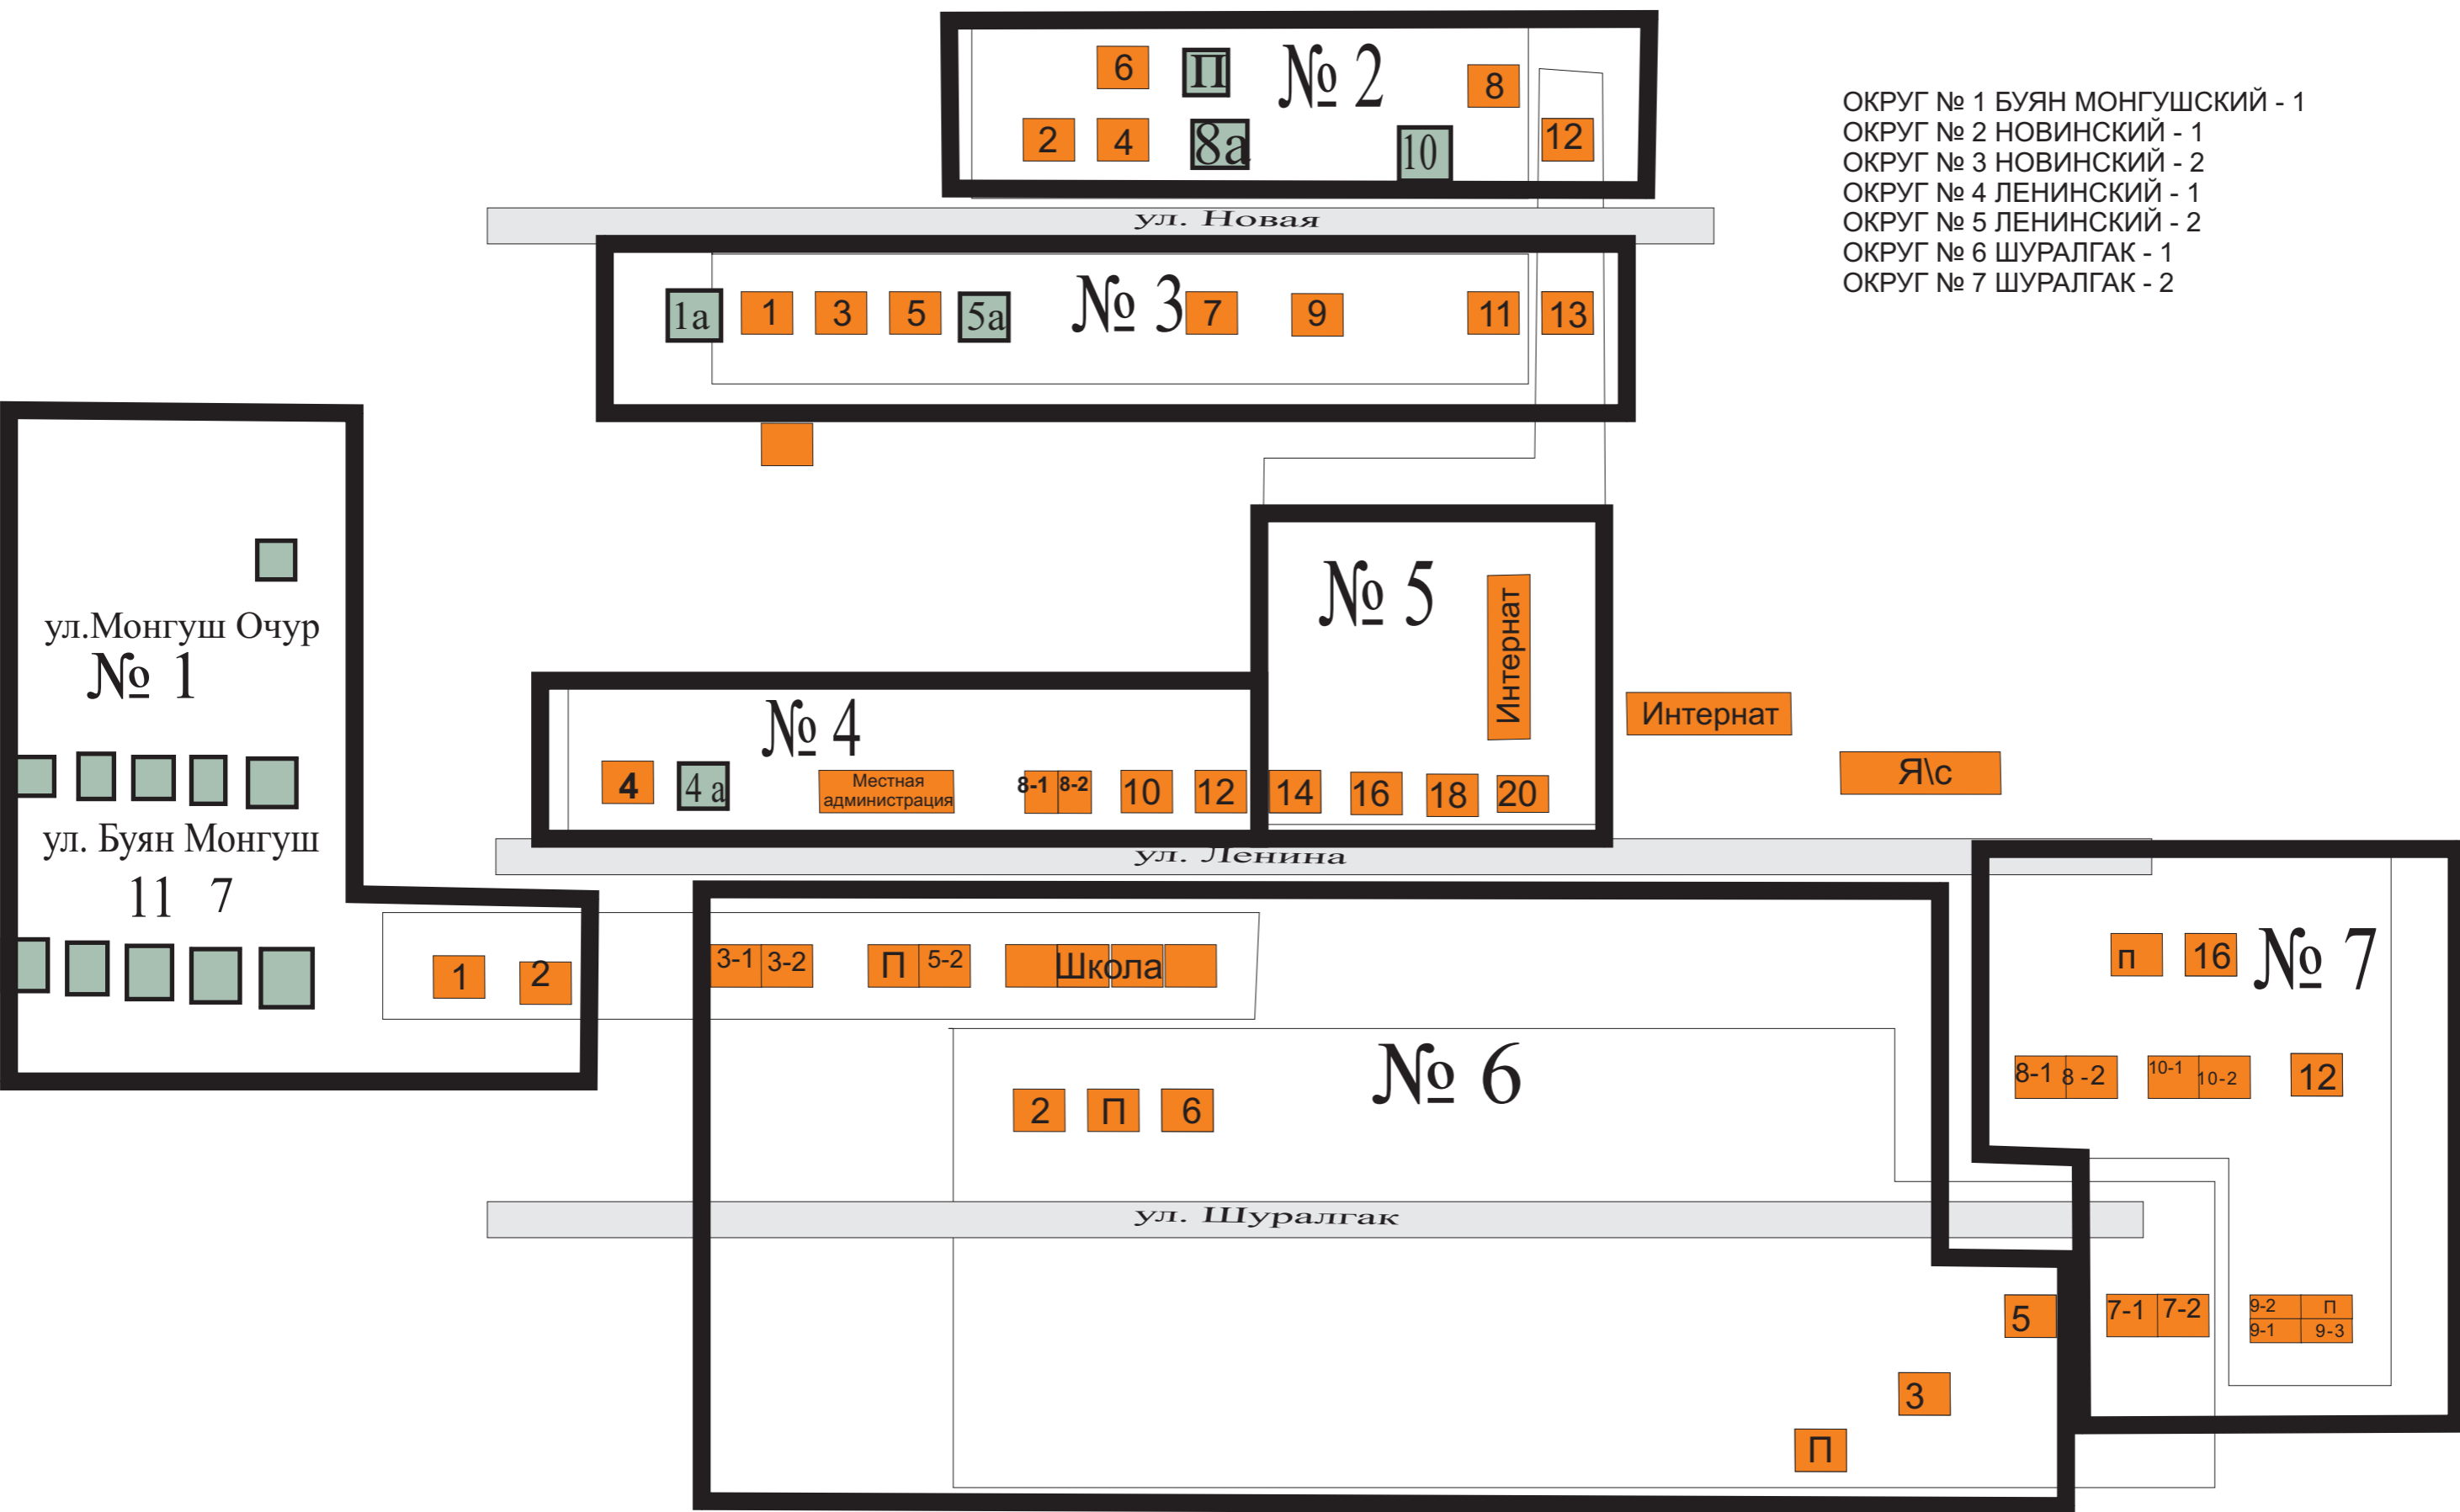 6
П
№ 2
8
2
4
8а
10
12
ОКРУГ № 1 БУЯН МОНГУШСКИЙ - 1
ОКРУГ № 2 НОВИНСКИЙ - 1
ОКРУГ № 3 НОВИНСКИЙ - 2
ОКРУГ № 4 ЛЕНИНСКИЙ - 1
ОКРУГ № 5 ЛЕНИНСКИЙ - 2
ОКРУГ № 6 ШУРАЛГАК - 1
ОКРУГ № 7 ШУРАЛГАК - 2
ул. Новая
1а
1
3
5
5а
№ 3
7
9
11
13
ул.Монгуш Очур
№ 1
ул. Буян Монгуш
11 7
1
2
№ 4
4
4 а
Местная
администрация
8-1
8-2
10
12
№ 5
Интернат
14
16
18
20
Интернат
Я\с
ул. Ленина
3-1
3-2
П
5-2
Школа
№ 6
2
П
6
ул. Шуралгак
5
3
П
п
16
№ 7
8-1
8 -2
10-1
10-2
12
7-1
7-2
9-2
П
9-1
9-3